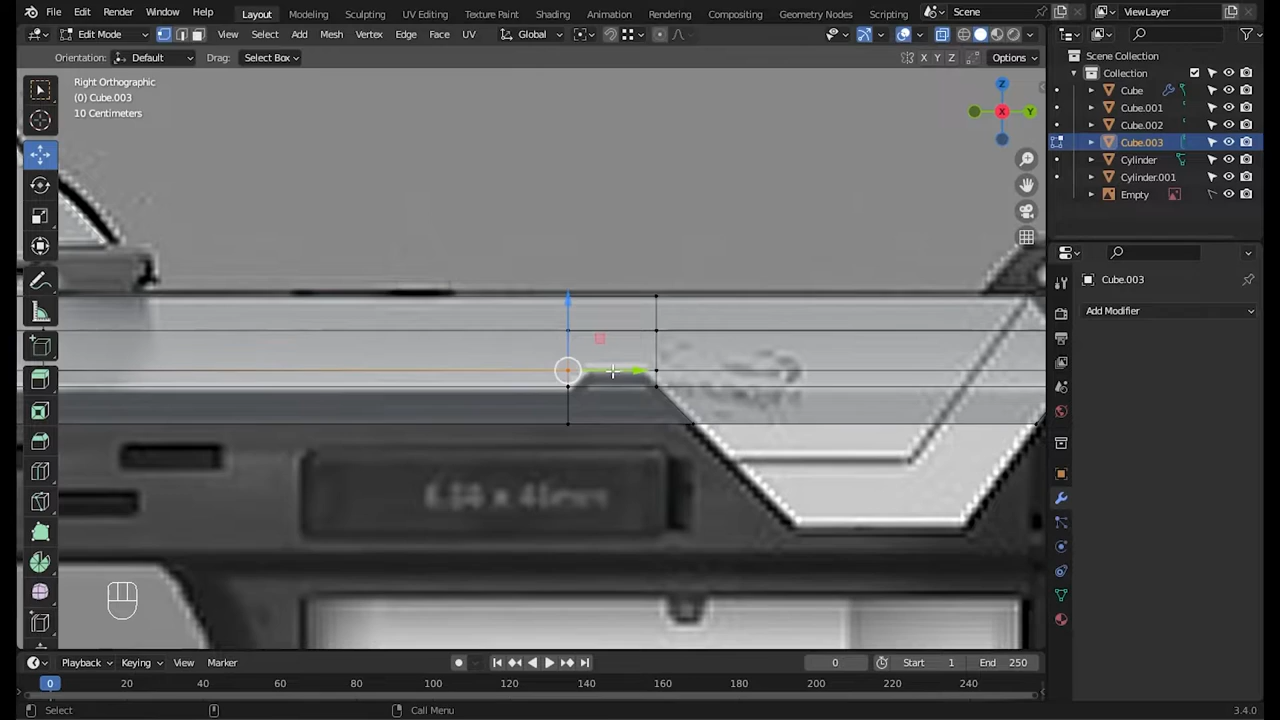 File Edit Render Window Help Layout Modeling Sculpting UV Editing Texture Paint Shading Animation Rendering Compositing Geometry Nodes Scripting Scene ViewLayer
Edit Mode View Select Add Mesh Vertex Edge Face UV Global
Orientation: Default Drag: Select Box X Y Z Options
Right Orthographic
(0) Cube.003
10 Centimeters
Z
X
Y
Scene Collection
Collection
Cube
Cube.001
Cube.002
Cube.003
Cylinder
Cylinder.001
Empty
Cube.003
Add Modifier
Playback Keying View Marker 0 Start 1 End 250
0 20 40 60 80 100 120 140 160 180 200 220 240
Select Call Menu 3.4.0